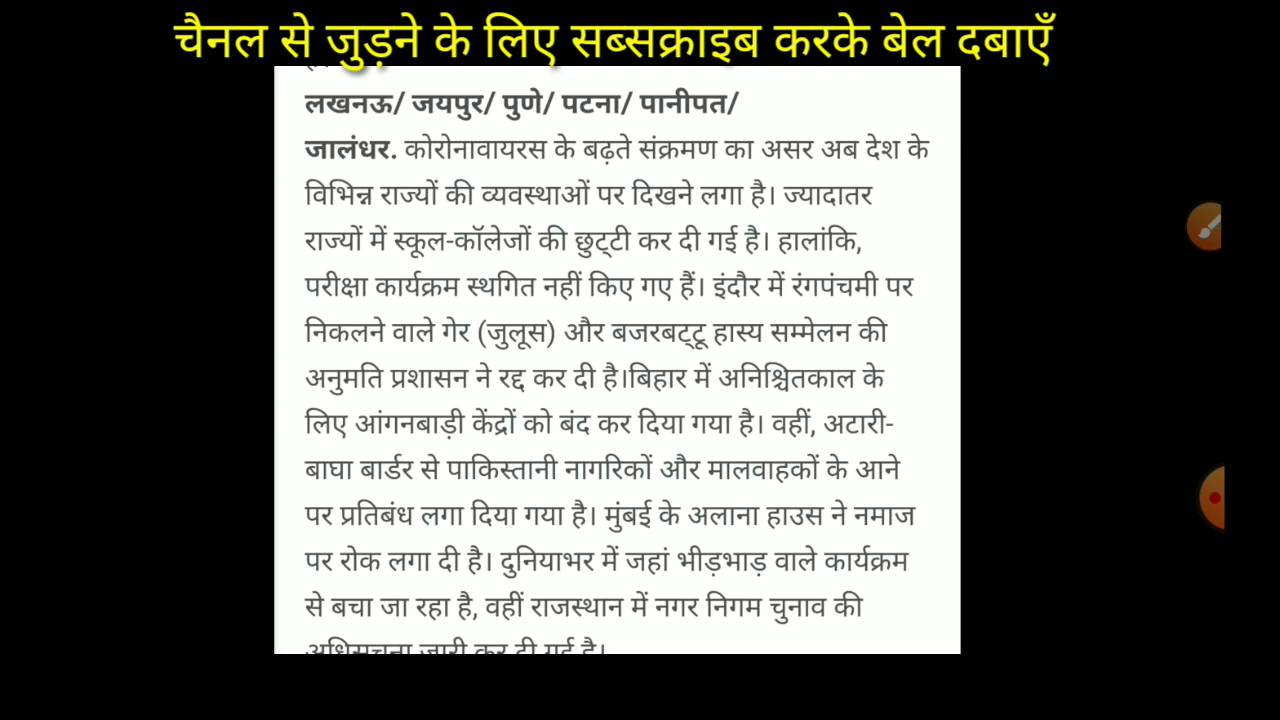 चैनल से जुड़ने के लिए सब्सक्राइब करके बेल दबाएँ
लखनऊ/ जयपुर/ पुणे/ पटना/ पानीपत/
जालंधर. कोरोनावायरस के बढ़ते संक्रमण का असर अब देश के
विभिन्न राज्यों की व्यवस्थाओं पर दिखने लगा है। ज्यादातर
राज्यों में स्कूल-कॉलेजों की छुट्‌टी कर दी गई है। हालांकि,
परीक्षा कार्यक्रम स्थगित नहीं किए गए हैं। इंदौर में रंगपंचमी पर
निकलने वाले गेर (जुलूस) और बजरबट्‌टू हास्य सम्मेलन की
अनुमति प्रशासन ने रद्द कर दी है।बिहार में अनिश्चितकाल के
लिए आंगनबाड़ी केंद्रों को बंद कर दिया गया है। वहीं, अटारी-
बाघा बार्डर से पाकिस्तानी नागरिकों और मालवाहकों के आने
पर प्रतिबंध लगा दिया गया है। मुंबई के अलाना हाउस ने नमाज
पर रोक लगा दी है। दुनियाभर में जहां भीड़भाड़ वाले कार्यक्रम
से बचा जा रहा है, वहीं राजस्थान में नगर निगम चुनाव की
अधिसूचना जारी कर दी गई है।